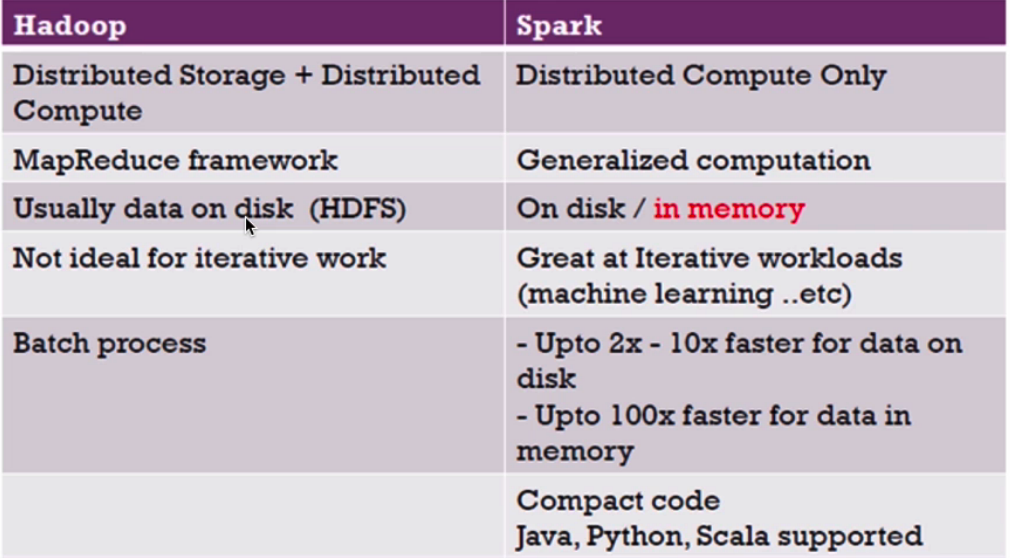 Hadoop
Spark
Distributed Storage + Distributed
Compute
Distributed Compute Only
MapReduce framework
Generalized computation
Usually data on disk (HDFS)
On disk / in memory
Not ideal for iterative work
Great at Iterative workloads
(machine learning ..etc)
Batch process
- Upto 2x - 10x faster for data on
disk
- Upto 100x faster for data in
memory
Compact code
Java, Python, Scala supported